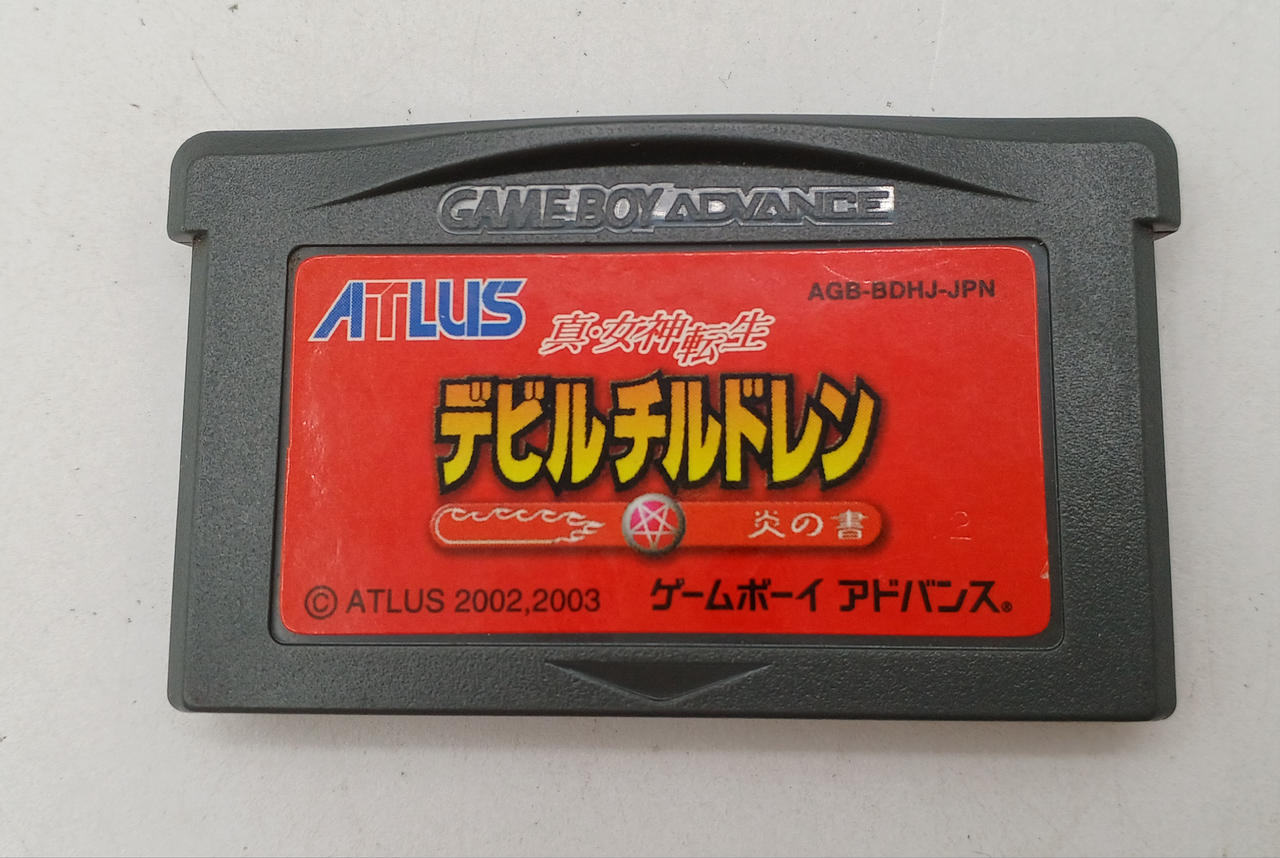 GAME BOY ADVANCE
ATLUS
AGB-BDHJ-JPN
真・女神転生
デビルチルドレン
炎の書
2
© ATLUS 2002,2003
ゲームボーイ アドバンス®